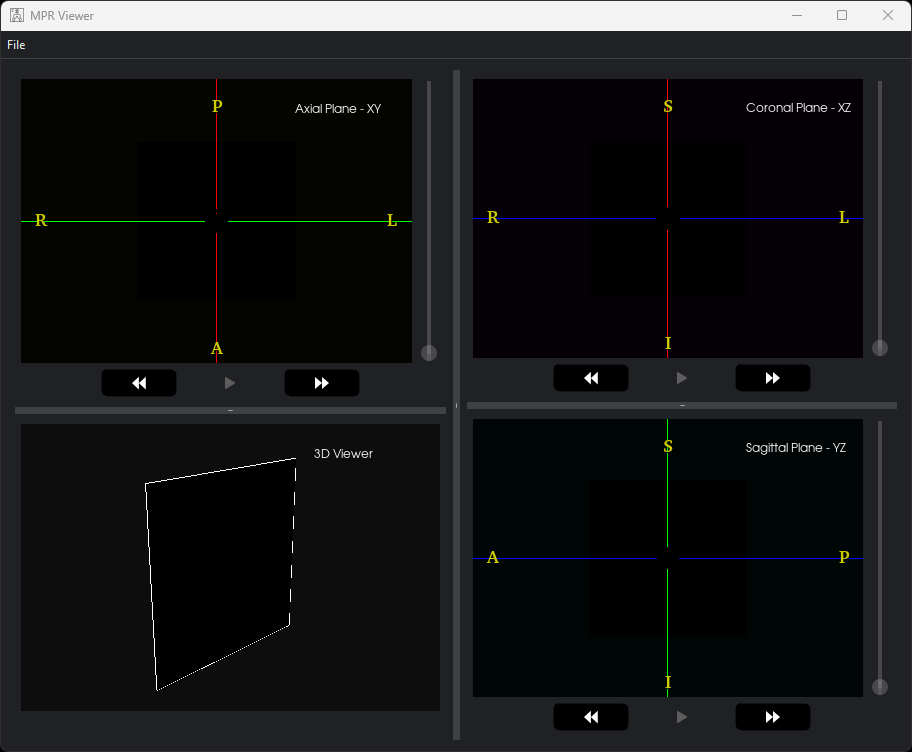 MPR Viewer
File
P
Axial Plane - XY
R
L
A
S
Coronal Plane - XZ
R
L
I
3D Viewer
S
Sagittal Plane - YZ
A
P
I